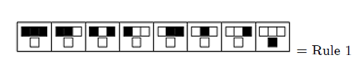 = Rule 1